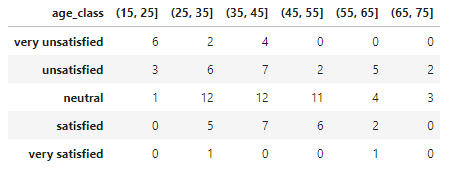 age_class (15, 25] (25, 35] (35, 45] (45, 55] (55, 65] (65, 75]
very unsatisfied 6 2 4 0 0 0
unsatisfied 3 6 7 2 5 2
neutral 1 12 12 11 4 3
satisfied 0 5 7 6 2 0
very satisfied 0 1 0 0 1 0